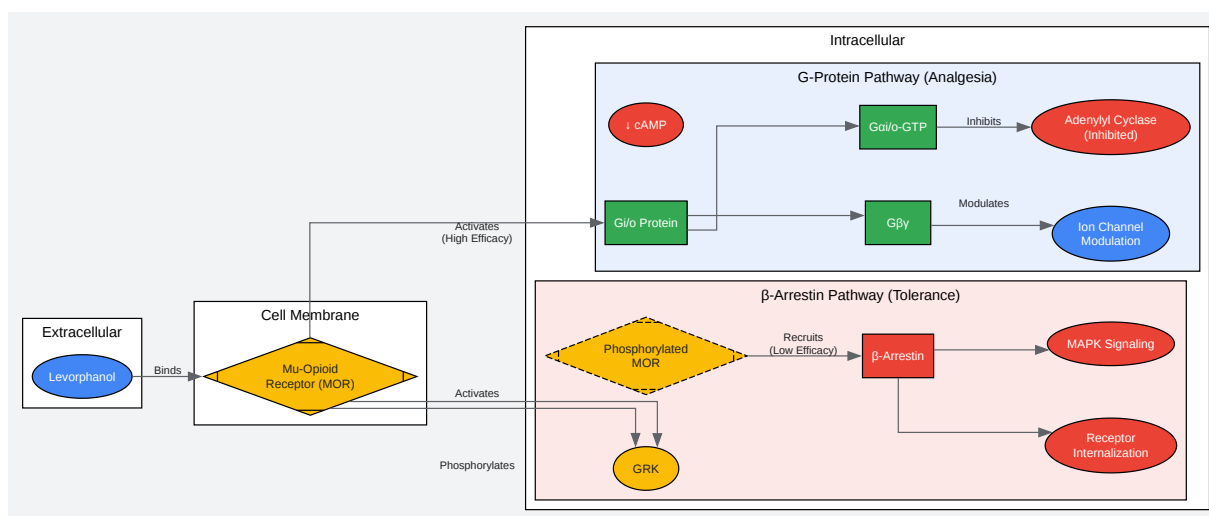 Intracellular
G-Protein Pathway (Analgesia)
↓ cAMP
Gαi/o-GTP
Inhibits
Adenylyl Cyclase
(Inhibited)
Activates
(High Efficacy)
Gi/o Protein
Gβγ
Modulates
Ion Channel
Modulation
β-Arrestin Pathway (Tolerance)
Extracellular
Levorphanol
Binds
Cell Membrane
Mu-Opioid
Receptor (MOR)
Phosphorylated
MOR
Recruits
(Low Efficacy)
β-Arrestin
MAPK Signaling
Activates
Phosphorylates
GRK
Receptor
Internalization